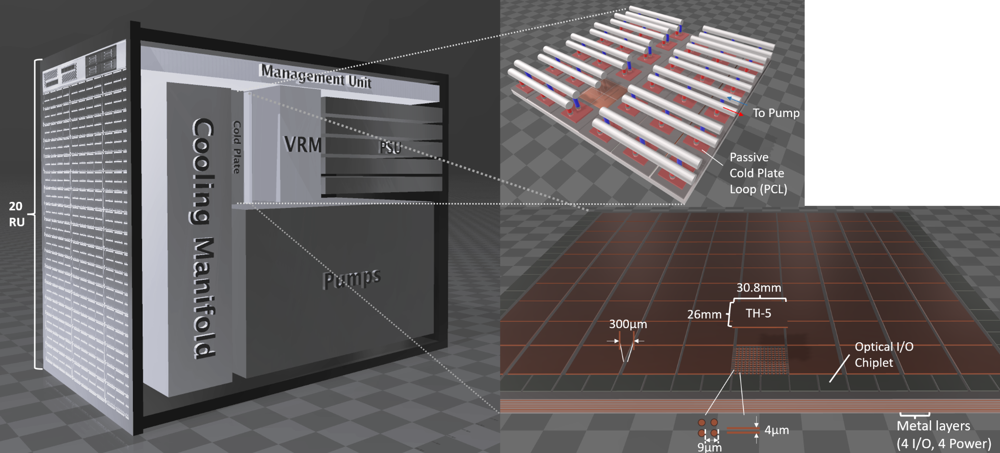 20
RU
Management Unit
Cooling Manifold
Cold Plate
VRM
PSU
Pumps
To Pump
Passive
Cold Plate
Loop (PCL)
30.8mm
26mm
TH-5
300µm
Optical I/O
Chiplet
4µm
9µm
Metal layers
(4 I/O, 4 Power)